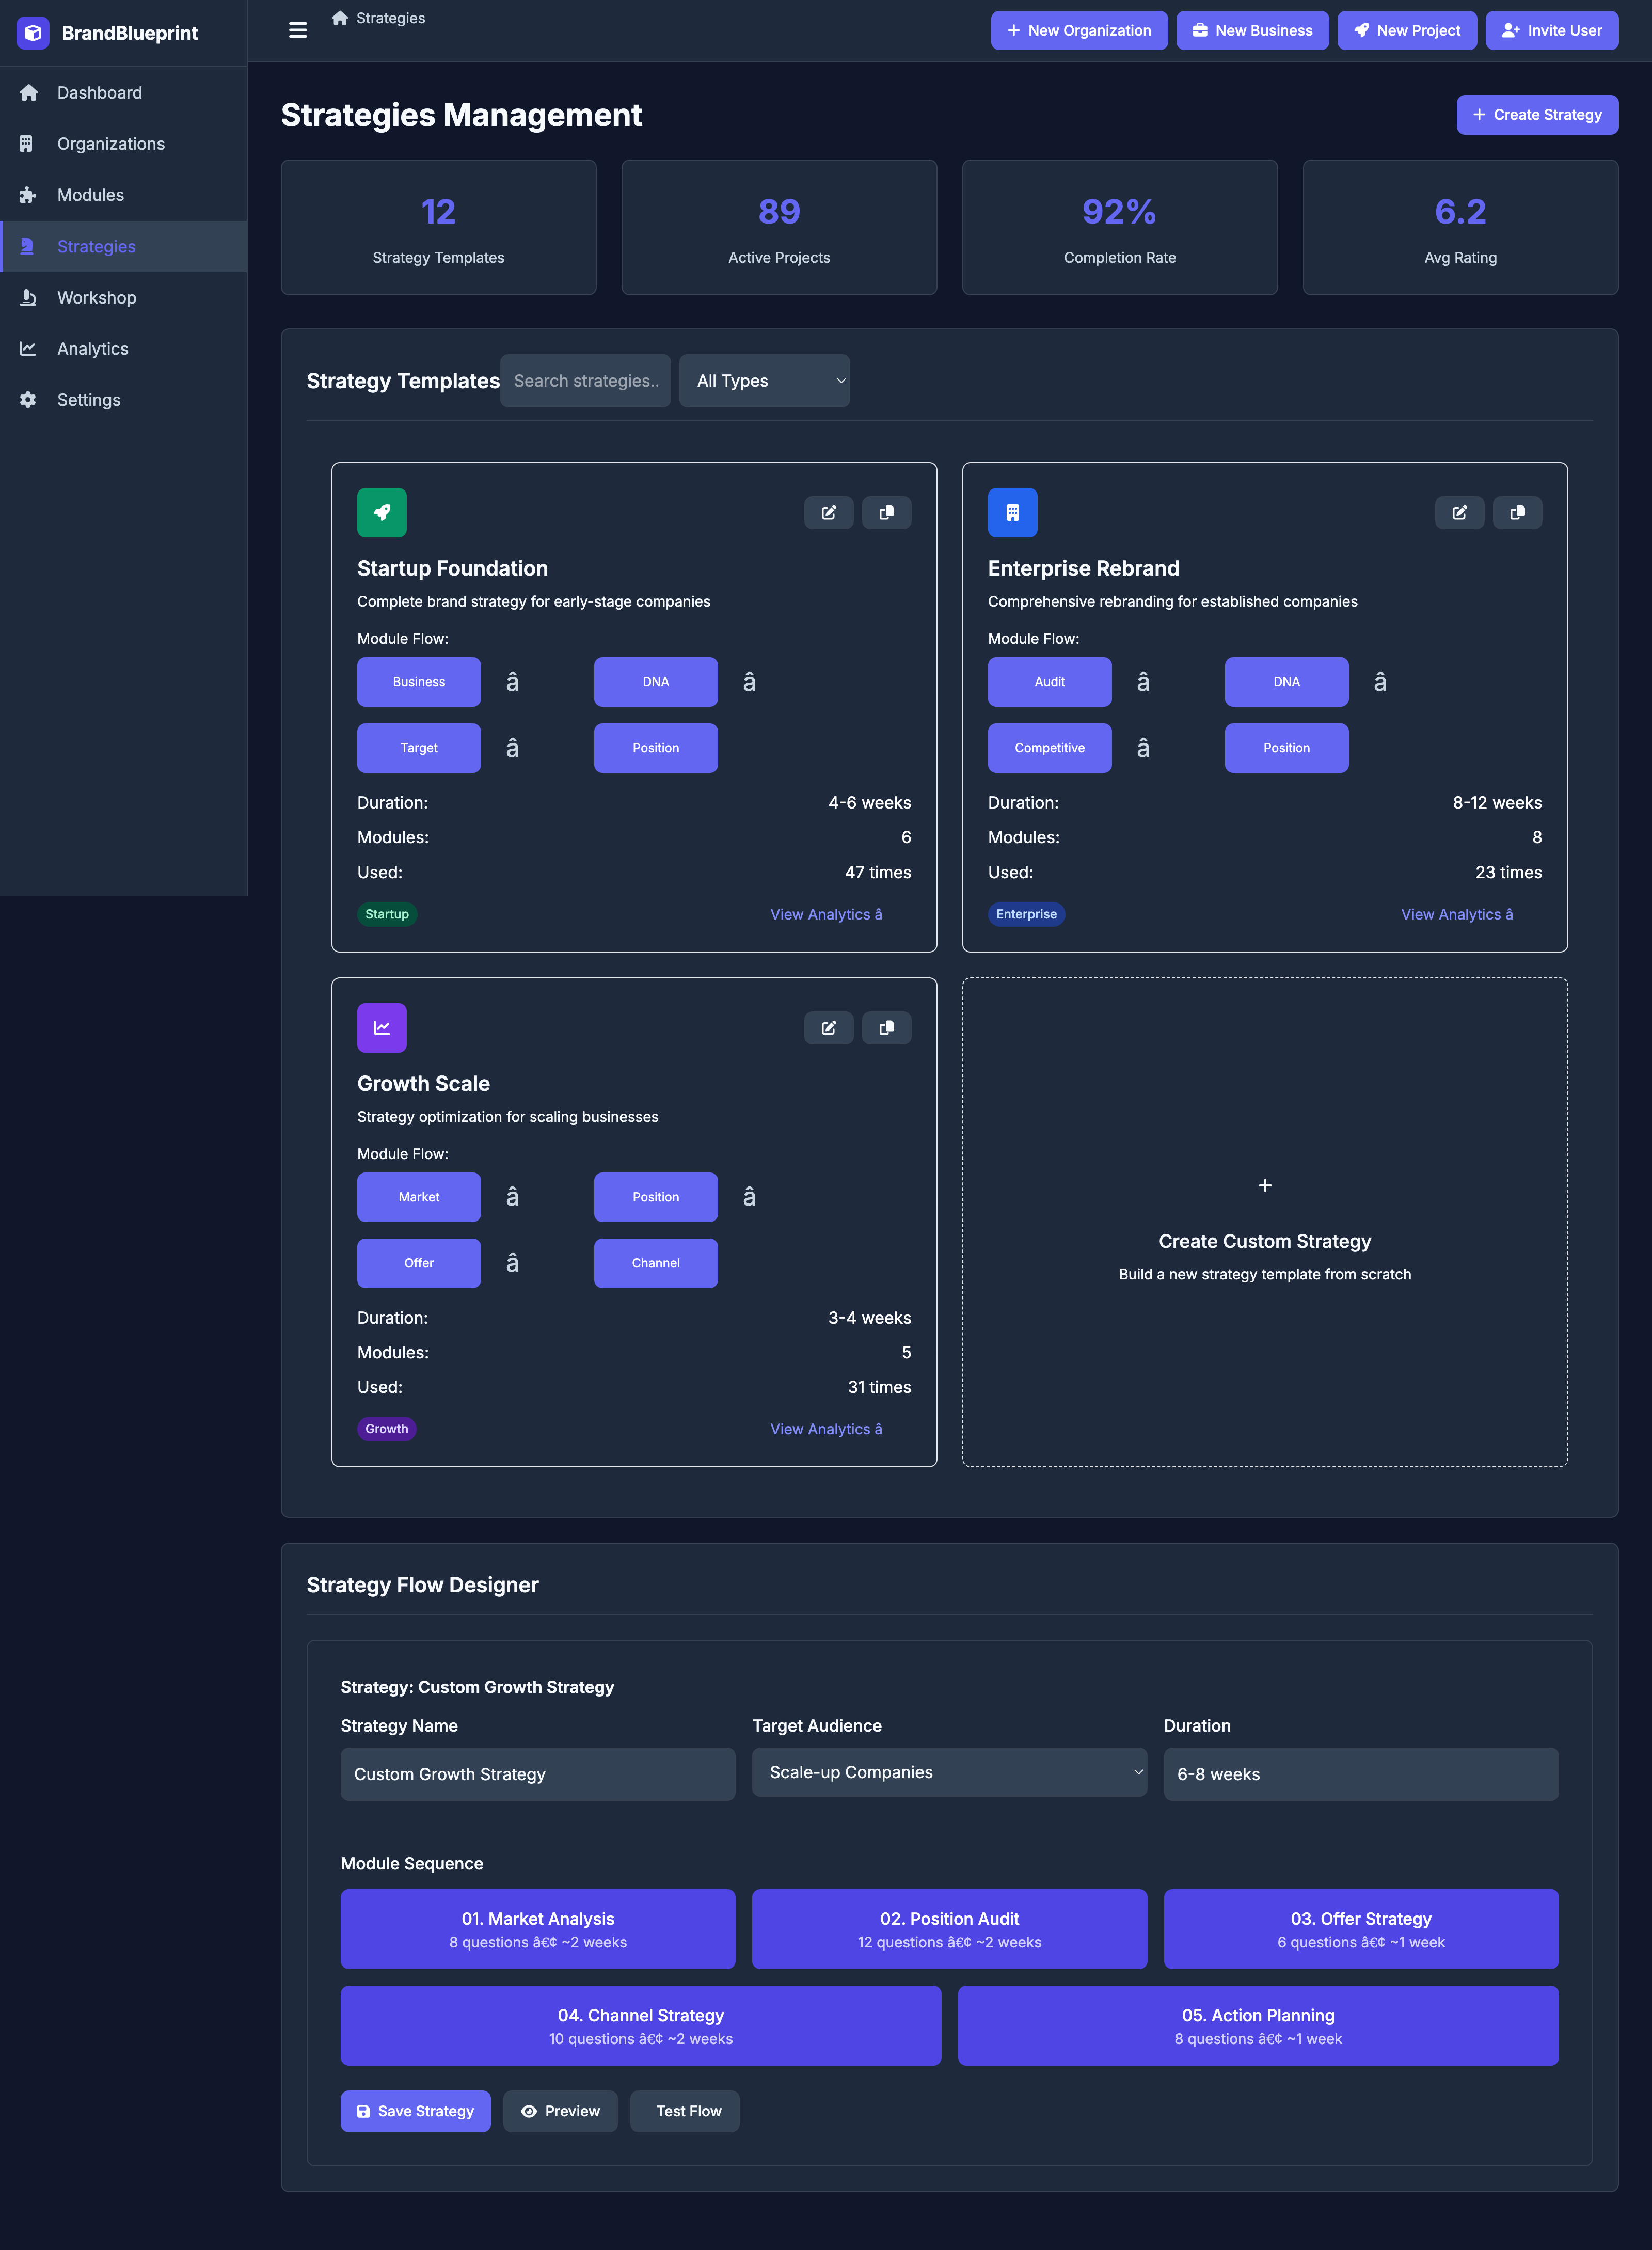 BrandBlueprint
Strategies
New Organization
New Business
New Project
Invite User
Dashboard
Organizations
Modules
Strategies
Workshop
Analytics
Settings
Strategies Management
Create Strategy
12
Strategy Templates
89
Active Projects
92%
Completion Rate
6.2
Avg Rating
Strategy Templates
Search strategies..
All Types
Startup Foundation
Complete brand strategy for early-stage companies
Module Flow:
Business â DNA â
Target â Position
Duration: 4-6 weeks
Modules: 6
Used: 47 times
Startup
View Analytics â
Enterprise Rebrand
Comprehensive rebranding for established companies
Module Flow:
Audit â DNA â
Competitive â Position
Duration: 8-12 weeks
Modules: 8
Used: 23 times
Enterprise
View Analytics â
Growth Scale
Strategy optimization for scaling businesses
Module Flow:
Market â Position â
Offer â Channel
Duration: 3-4 weeks
Modules: 5
Used: 31 times
Growth
View Analytics â
+
Create Custom Strategy
Build a new strategy template from scratch
Strategy Flow Designer
Strategy: Custom Growth Strategy
Strategy Name
Custom Growth Strategy
Target Audience
Scale-up Companies
Duration
6-8 weeks
Module Sequence
01. Market Analysis
8 questions â€¢ ~2 weeks
02. Position Audit
12 questions â€¢ ~2 weeks
03. Offer Strategy
6 questions â€¢ ~1 week
04. Channel Strategy
10 questions â€¢ ~2 weeks
05. Action Planning
8 questions â€¢ ~1 week
Save Strategy
Preview
Test Flow